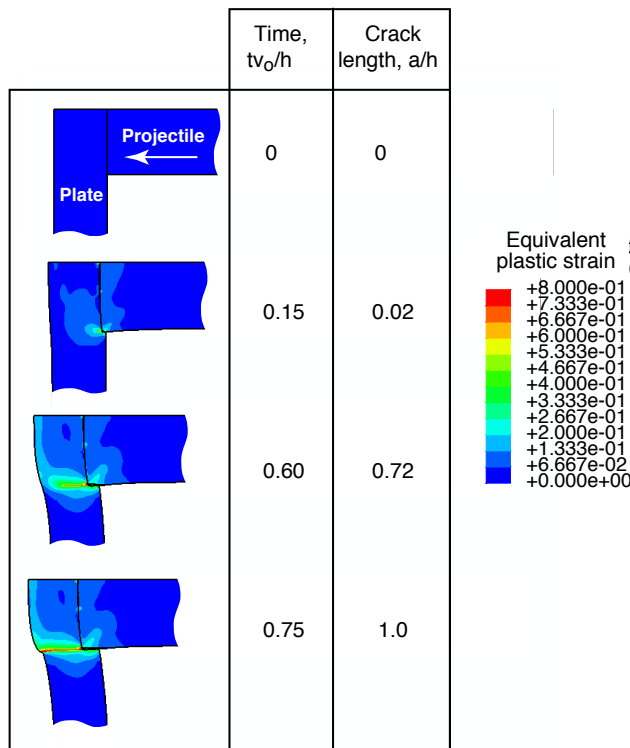 Time,
tvo/h
Crack
length, a/h
Projectile
Plate
0
0
0.15
0.02
0.60
0.72
0.75
1.0
Equivalent
plastic strain
+8.000e-01
+7.333e-01
+6.667e-01
+6.000e-01
+5.333e-01
+4.667e-01
+4.000e-01
+3.333e-01
+2.667e-01
+2.000e-01
+1.333e-01
+6.667e-02
+0.000e+00